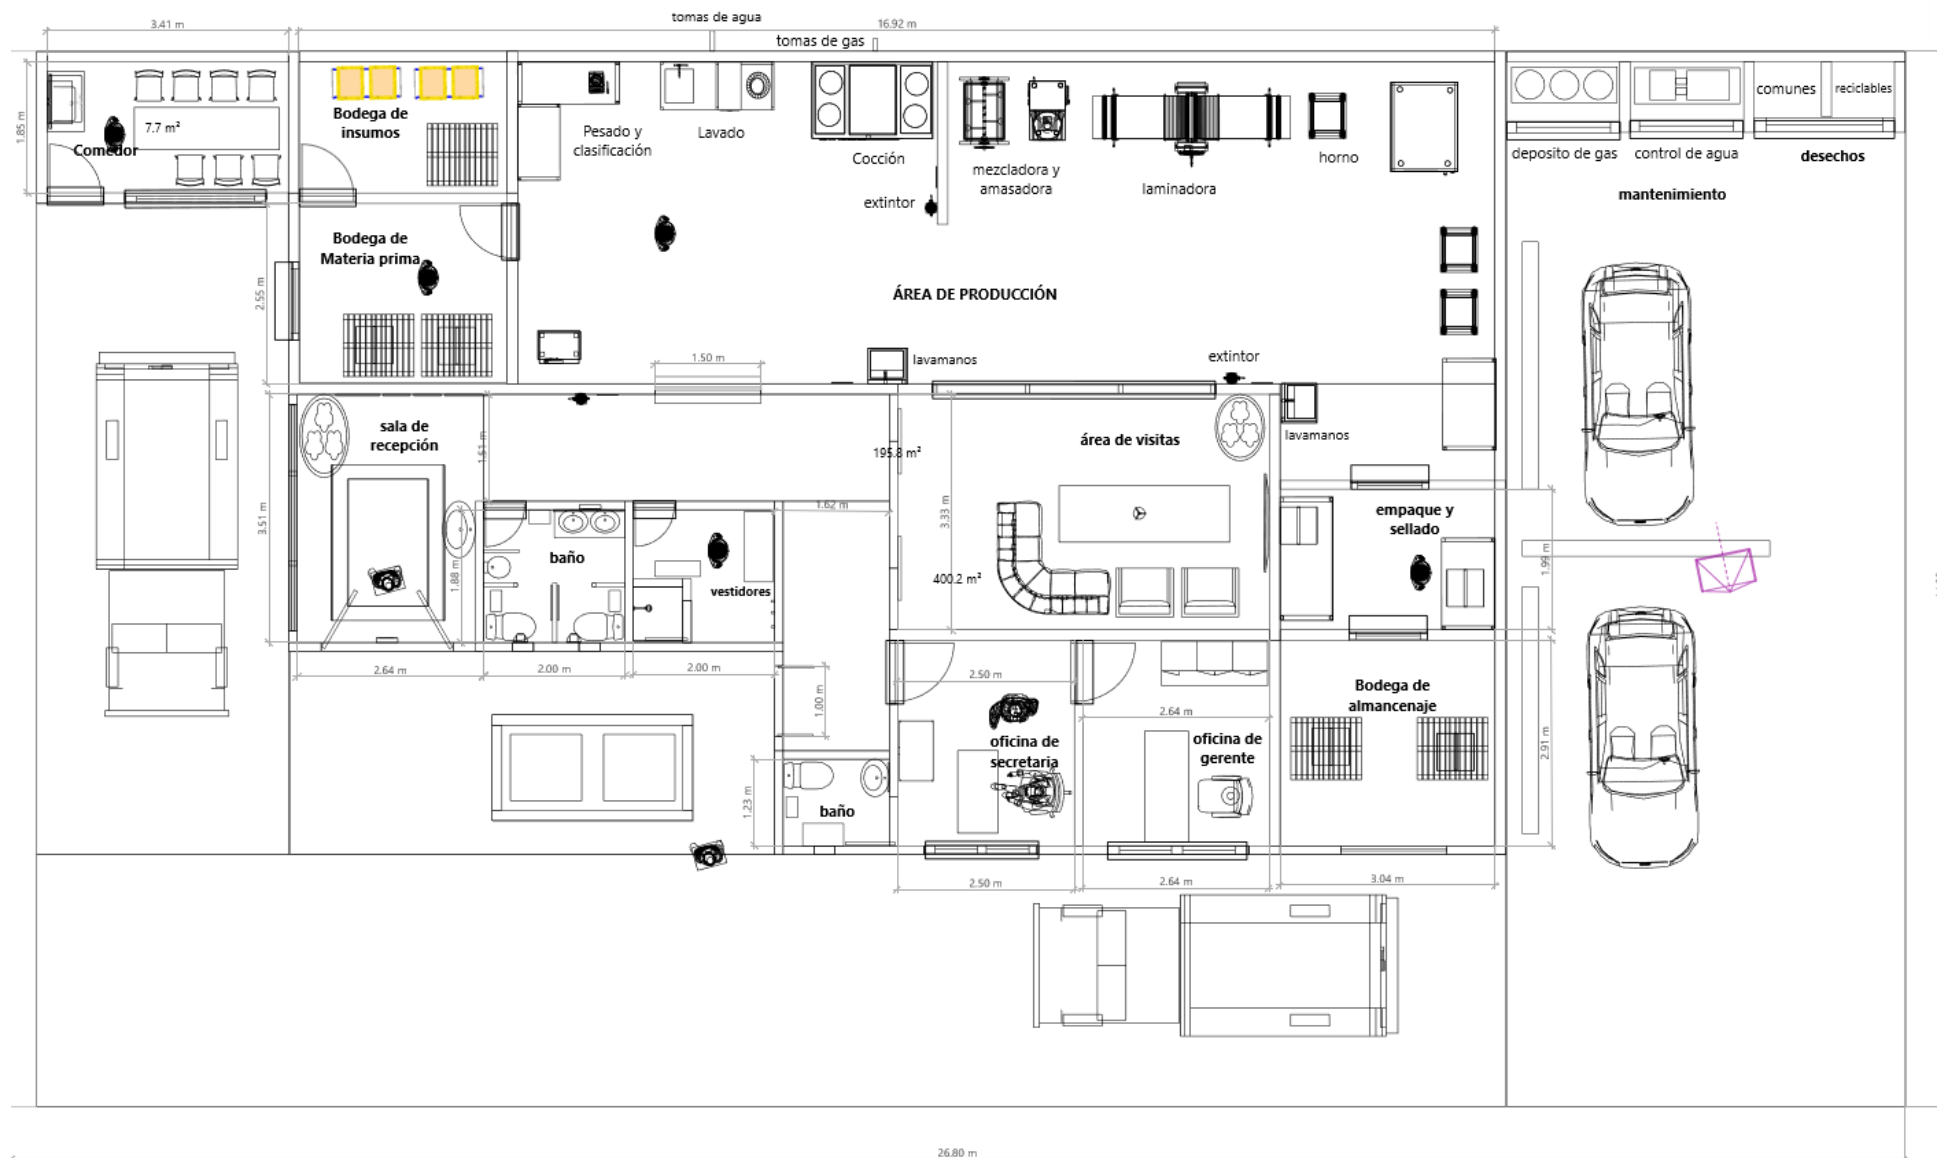 tomas de agua
3.41 m
16.92 m
tomas de gas
1.85 m
7.7 m²
Comedor
Bodega de
insumos
Pesado y
clasificación
Lavado
Cocción
mezcladora y
amasadora
laminadora
horno
comunes
reciclables
deposito de gas
control de agua
desechos
mantenimiento
extintor
Bodega de
Materia prima
2.55 m
ÁREA DE PRODUCCIÓN
1.50 m
lavamanos
extintor
sala de
recepción
1.51 m
195.8 m²
área de visitas
lavamanos
3.51 m
1.62 m
3.33 m
empaque y
sellado
baño
1.88 m
vestidores
400.2 m²
1.99 m
2.64 m
2.00 m
2.00 m
2.50 m
1.00 m
2.64 m
Bodega de
almancenaje
oficina de
secretaria
oficina de
gerente
2.91 m
1.23 m
baño
2.50 m
2.64 m
3.04 m
26.80 m